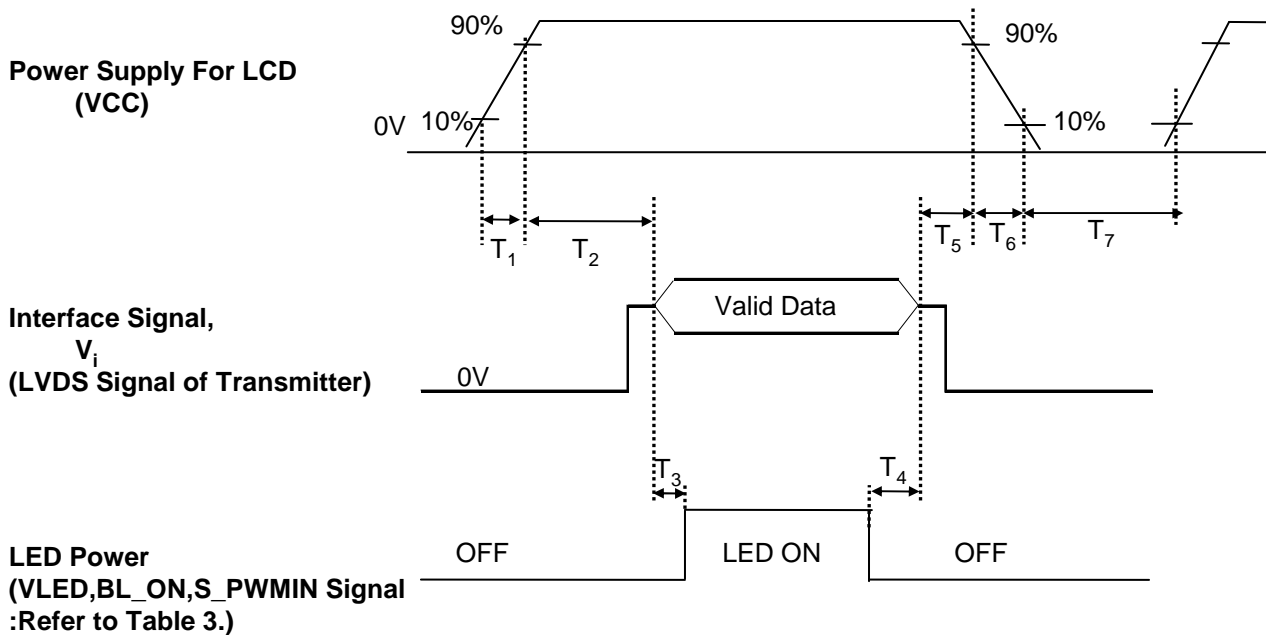 90%
90%
Power Supply For LCD
(VCC)
0V
10%
10%
T1
T2
T5
T6
T7
Interface Signal,
Vi
(LVDS Signal of Transmitter)
Valid Data
0V
T3
T4
LED Power
(VLED,BL_ON,S_PWMIN Signal
:Refer to Table 3.)
OFF
LED ON
OFF